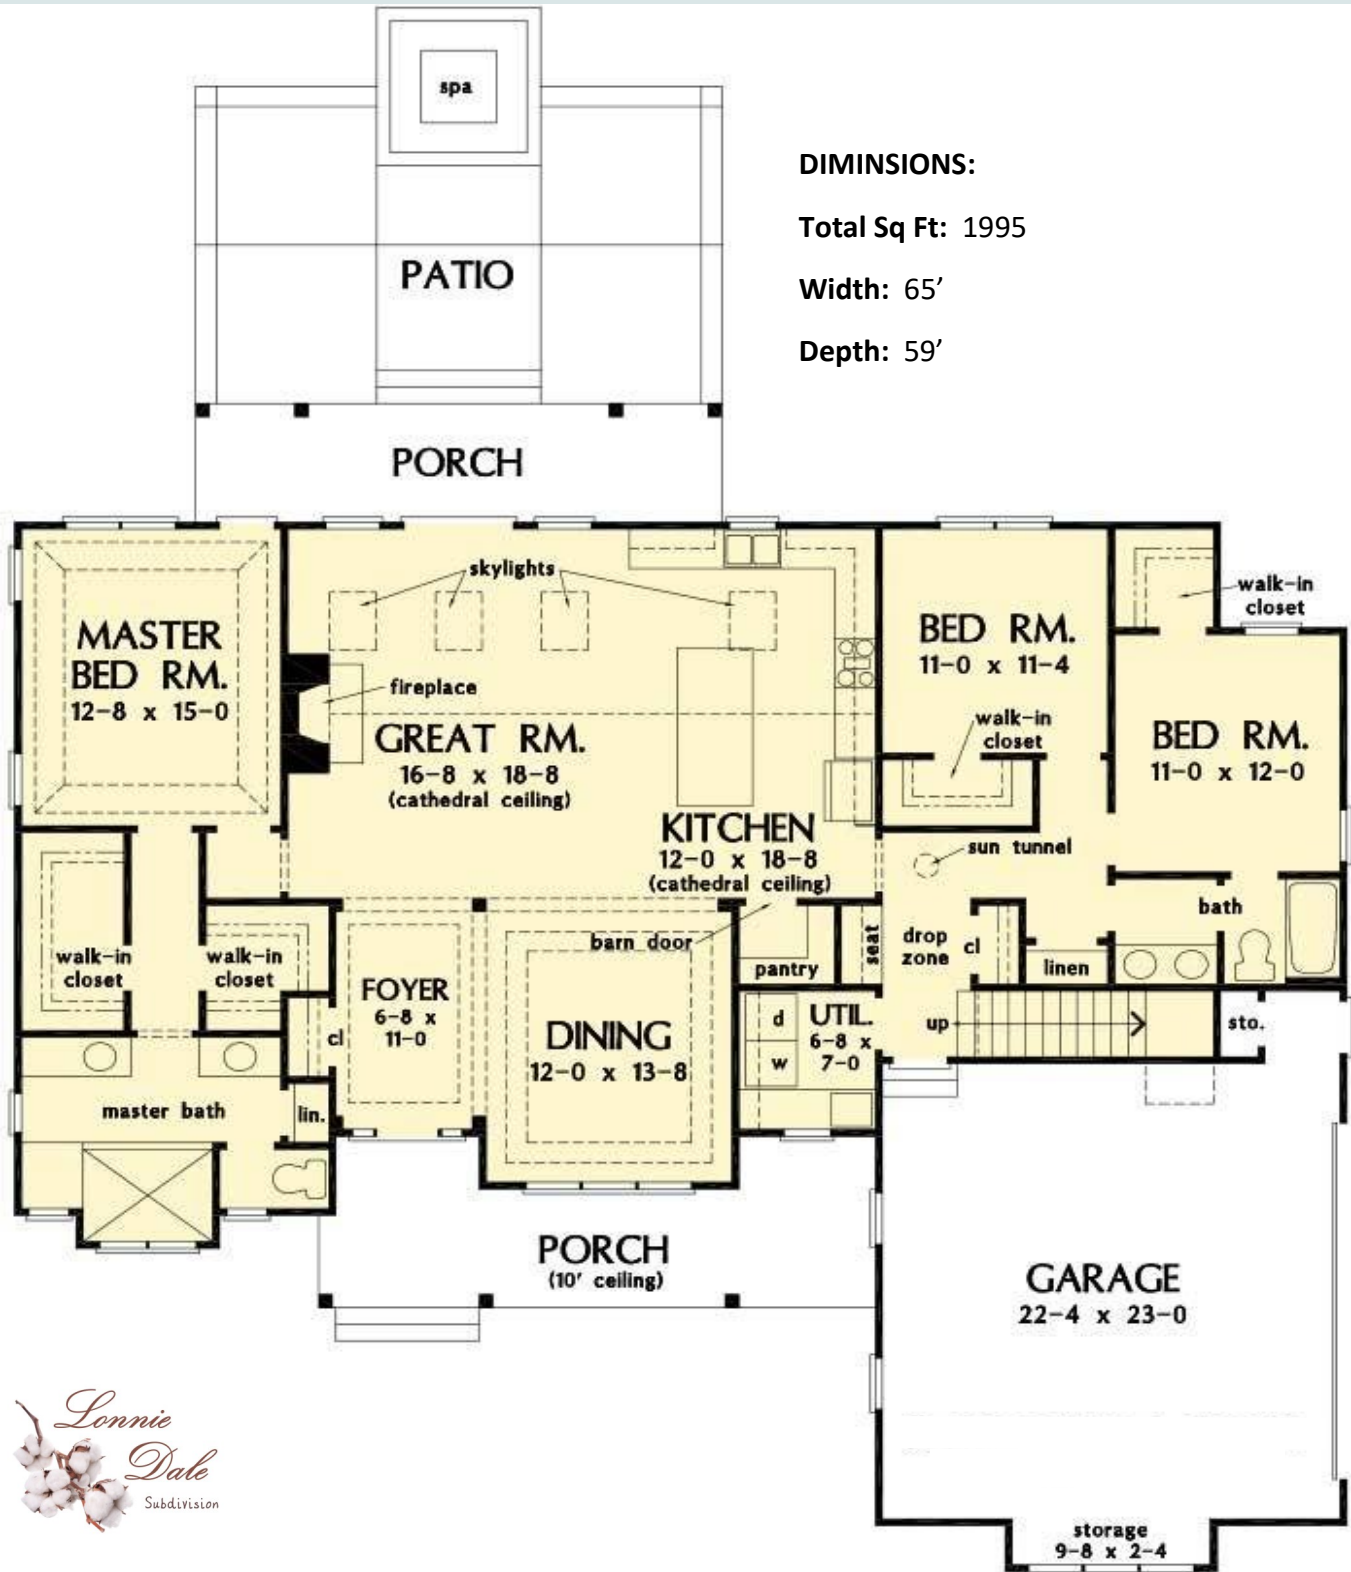 spa
DIMINSIONS:
Total Sq Ft: 1995
Width: 65’
Depth: 59’
PATIO
PORCH
skylights
MASTER
BED RM.
12-8 x 15-0
fireplace
GREAT RM.
16-8 x 18-8
(cathedral ceiling)
KITCHEN
12-0 x 18-8
(cathedral ceiling)
BED RM.
11-0 x 11-4
walk-in
closet
walk-in
closet
BED RM.
11-0 x 12-0
sun tunnel
walk-in
closet
walk-in
closet
FOYER
6-8 x
11-0
cl
barn door
pantry
seat
drop
zone
cl
linen
bath
DINING
12-0 x 13-8
d
w
UTIL.
6-8 x
7-0
up
sto.
master bath
lin.
PORCH
(10' ceiling)
GARAGE
22-4 x 23-0
storage
9-8 x 2-4
Lonnie
Dale
Subdivision